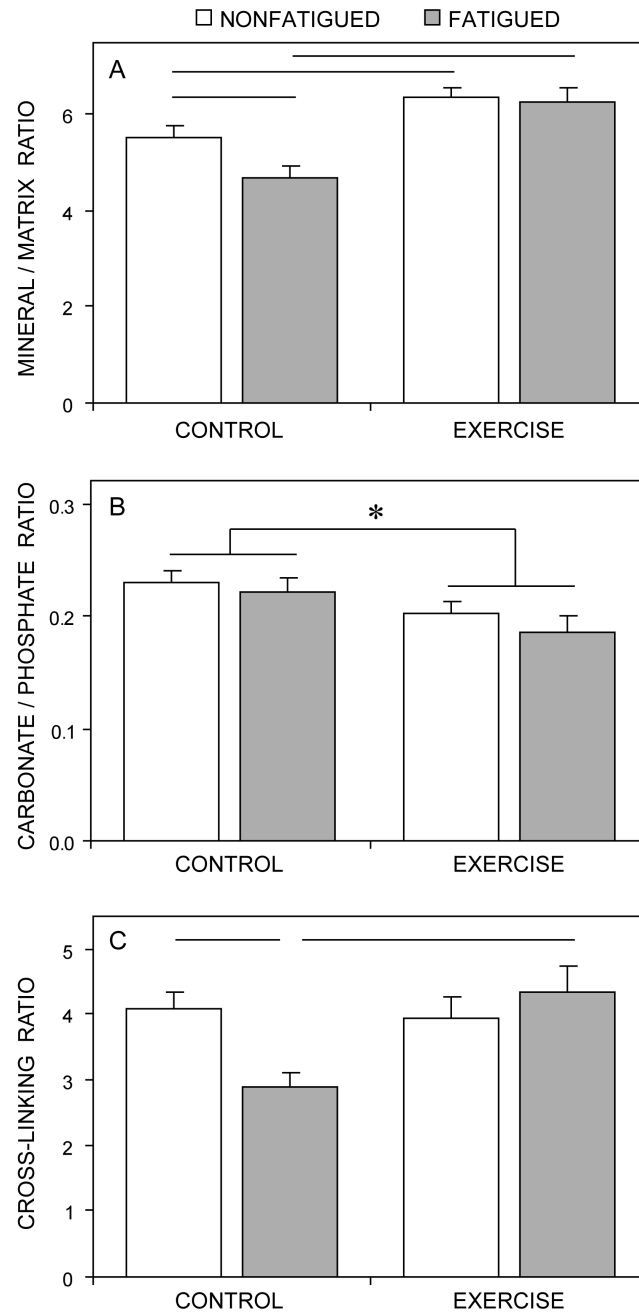 NONFATIGUED FATIGUED
A
MINERAL / MATRIX RATIO
6
4
2
0
CONTROL EXERCISE
B
*
CARBONATE / PHOSPHATE RATIO
0.3
0.2
0.1
0.0
CONTROL EXERCISE
C
CROSS-LINKING RATIO
5
4
3
2
1
0
CONTROL EXERCISE